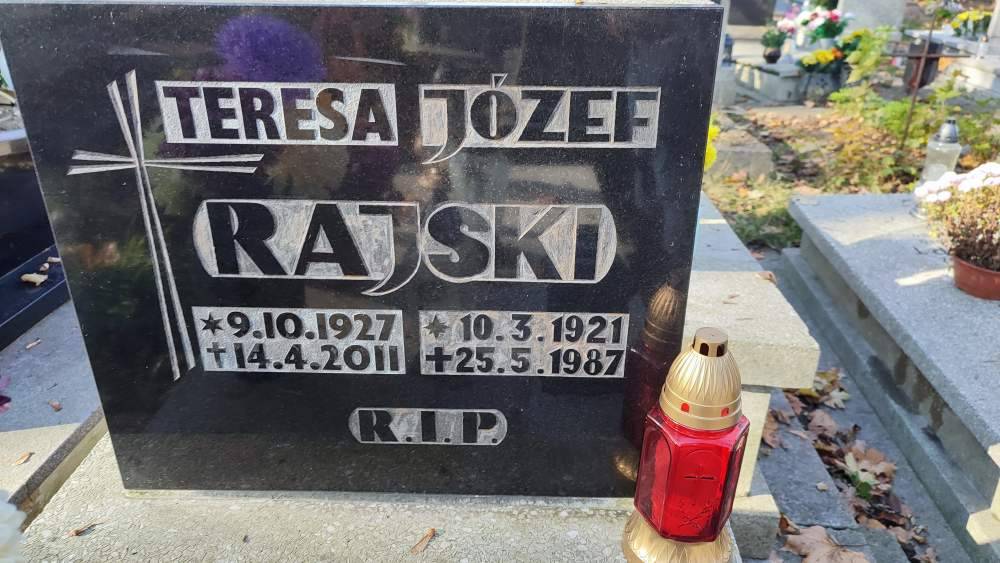 TERESA JÓZEF
RAJSKI
* 9.10.1927 * 10.3.1921
† 14.4.2011 † 25.5.1987
R.I.P.